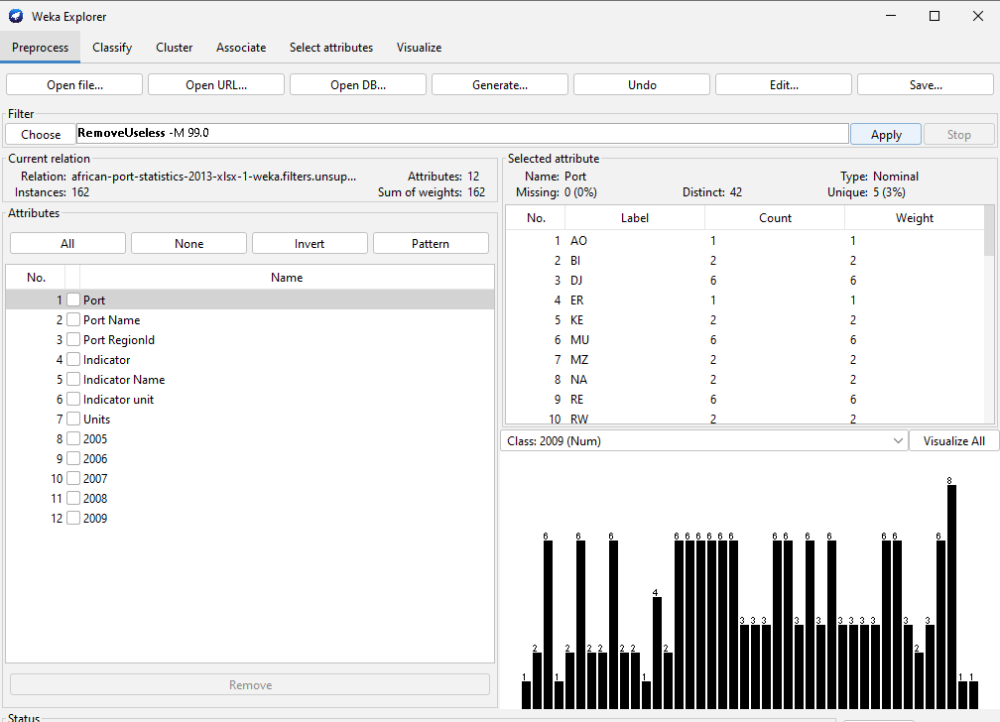 Weka Explorer
Preprocess Classify Cluster Associate Select attributes Visualize
Open file... Open URL... Open DB... Generate... Undo Edit... Save...
Filter
Choose RemoveUseless -M 99.0 Apply Stop
Current relation
Relation: african-port-statistics-2013-xlsx-1-weka.filters.unsup... Attributes: 12
Instances: 162 Sum of weights: 162
Attributes
All None Invert Pattern
No. Name
1 Port
2 Port Name
3 Port RegionId
4 Indicator
5 Indicator Name
6 Indicator unit
7 Units
8 2005
9 2006
10 2007
11 2008
12 2009
Remove
Status
Selected attribute
Name: Port Type: Nominal
Missing: 0 (0%) Distinct: 42 Unique: 5 (3%)
No. Label Count Weight
1 AO 1 1
2 BI 2 2
3 DJ 6 6
4 ER 1 1
5 KE 2 2
6 MU 6 6
7 MZ 2 2
8 NA 2 2
9 RE 6 6
10 RW 2 2
Class: 2009 (Num) Visualize All
1 2 6 1 2 6 2 2 6 2 2 1 4 2 6 6 6 6 6 6 3 3 3 6 6 3 6 3 6 3 3 3 3 6 6 3 2 3 6 8 1 1